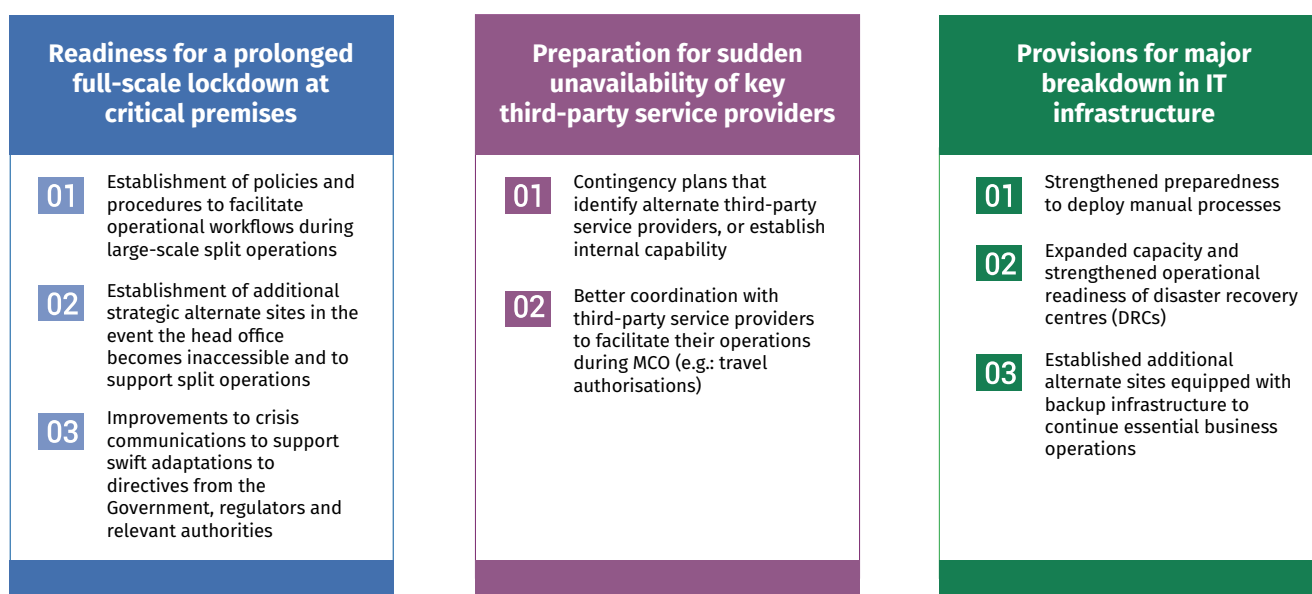 Readiness for a prolonged
full-scale lockdown at
critical premises
01
Establishment of policies and
procedures to facilitate
operational workflows during
large-scale split operations
02
Establishment of additional
strategic alternate sites in the
event the head office
becomes inaccessible and to
support split operations
03
Improvements to crisis
communications to support
swift adaptations to
directives from the
Government, regulators and
relevant authorities
Preparation for sudden
unavailability of key
third-party service providers
01
Contingency plans that
identify alternate third-party
service providers, or establish
internal capability
02
Better coordination with
third-party service providers
to facilitate their operations
during MCO (e.g.: travel
authorisations)
Provisions for major
breakdown in IT
infrastructure
01
Strengthened preparedness
to deploy manual processes
02
Expanded capacity and
strengthened operational
readiness of disaster recovery
centres (DRCs)
03
Established additional
alternate sites equipped with
backup infrastructure to
continue essential business
operations